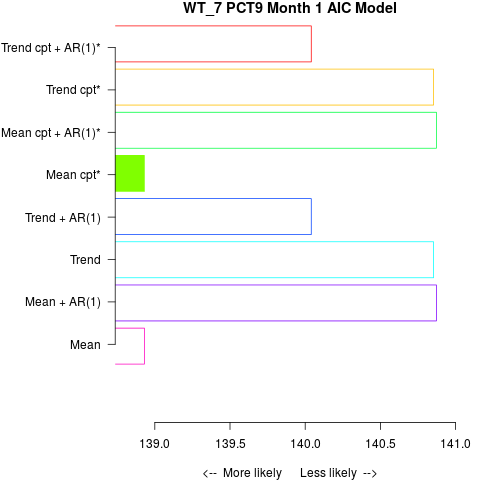 WT_7 PCT9 Month 1 AIC Model
Trend cpt + AR(1)*
Trend cpt*
Mean cpt + AR(1)*
Mean cpt*
Trend + AR(1)
Trend
Mean + AR(1)
Mean
139.0 139.5 140.0 140.5 141.0
<-- More likely Less likely -->